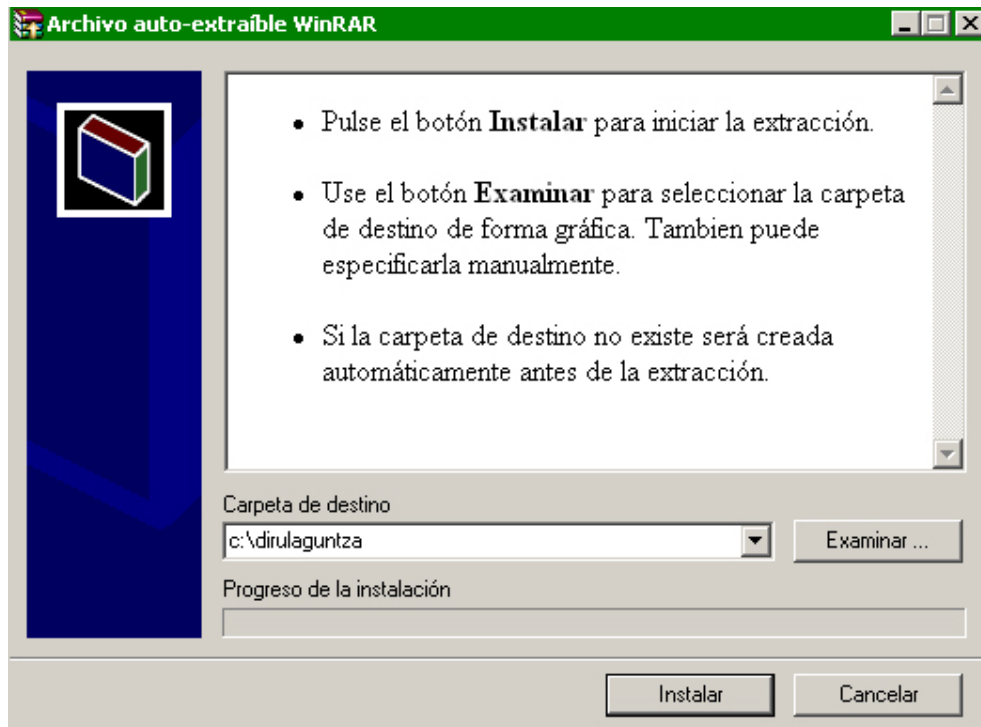 Archivo auto-extraíble WinRAR
• Pulse el botón Instalar para iniciar la extracción.
• Use el botón Examinar para seleccionar la carpeta
de destino de forma gráfica. Tambien puede
especificarla manualmente.
• Si la carpeta de destino no existe será creada
automáticamente antes de la extracción.
Carpeta de destino
c:\dirulaguntza
Examinar ...
Progreso de la instalación
Instalar
Cancelar